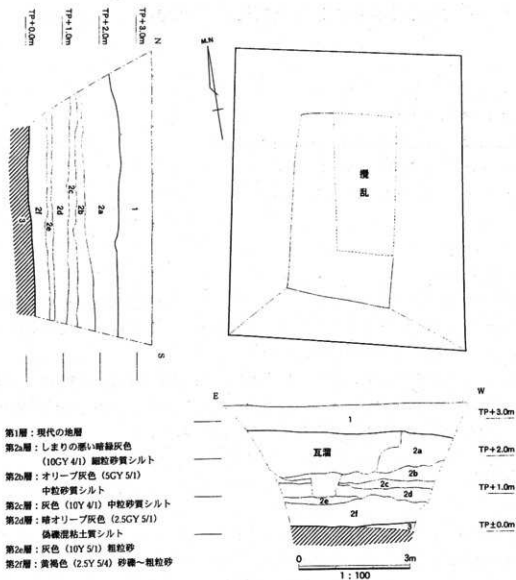 TP+0.0m
TP+1.0m
TP+2.0m
TP+3.0m
N
1
2a
2b
2c
2d
2e
2f
3
S
M.N
攪乱
E
W
1
瓦溜
2a
2b
2c
2d
2e
2f
3
TP+3.0m
TP+2.0m
TP+1.0m
TP±0.0m
0 3m
1 : 100
第1層：現代の地層
第2a層：しまりの悪い暗緑灰色
(10GY 4/1) 細粒砂質シルト
第2b層：オリーブ灰色 (5GY 5/1)
中粒砂質シルト
第2c層：灰色 (10Y 4/1) 中粒砂質シルト
第2d層：暗オリーブ灰色 (2.5GY 5/1)
偽礫混粘土質シルト
第2e層：灰色 (10Y 5/1) 粗粒砂
第2f層：黄褐色 (2.5Y 5/4) 砂礫～粗粒砂